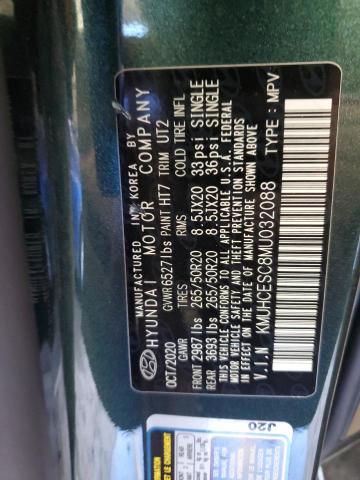 MANUFACTURED IN KOREA BY
HYUNDAI MOTOR COMPANY
OCT/2020 GVWR 6527 lbs PAINT HT7 TRIM UT2
GAWR TIRES RIMS COLD TIRE INFL
FRONT 2961 lbs 265/50R20 8.5JX20 33psi SINGLE
REAR 3693 lbs 265/50R20 8.5JX20 36psi SINGLE
THIS VEHICLE CONFORMS TO ALL APPLICABLE U.S.A. FEDERAL
MOTOR VEHICLE SAFETY AND THEFT PREVENTION STANDARDS
IN EFFECT ON THE DATE OF MANUFACTURE SHOWN ABOVE.
V.I.N KMUHCESC8MU032088 TYPE: MPV
J20